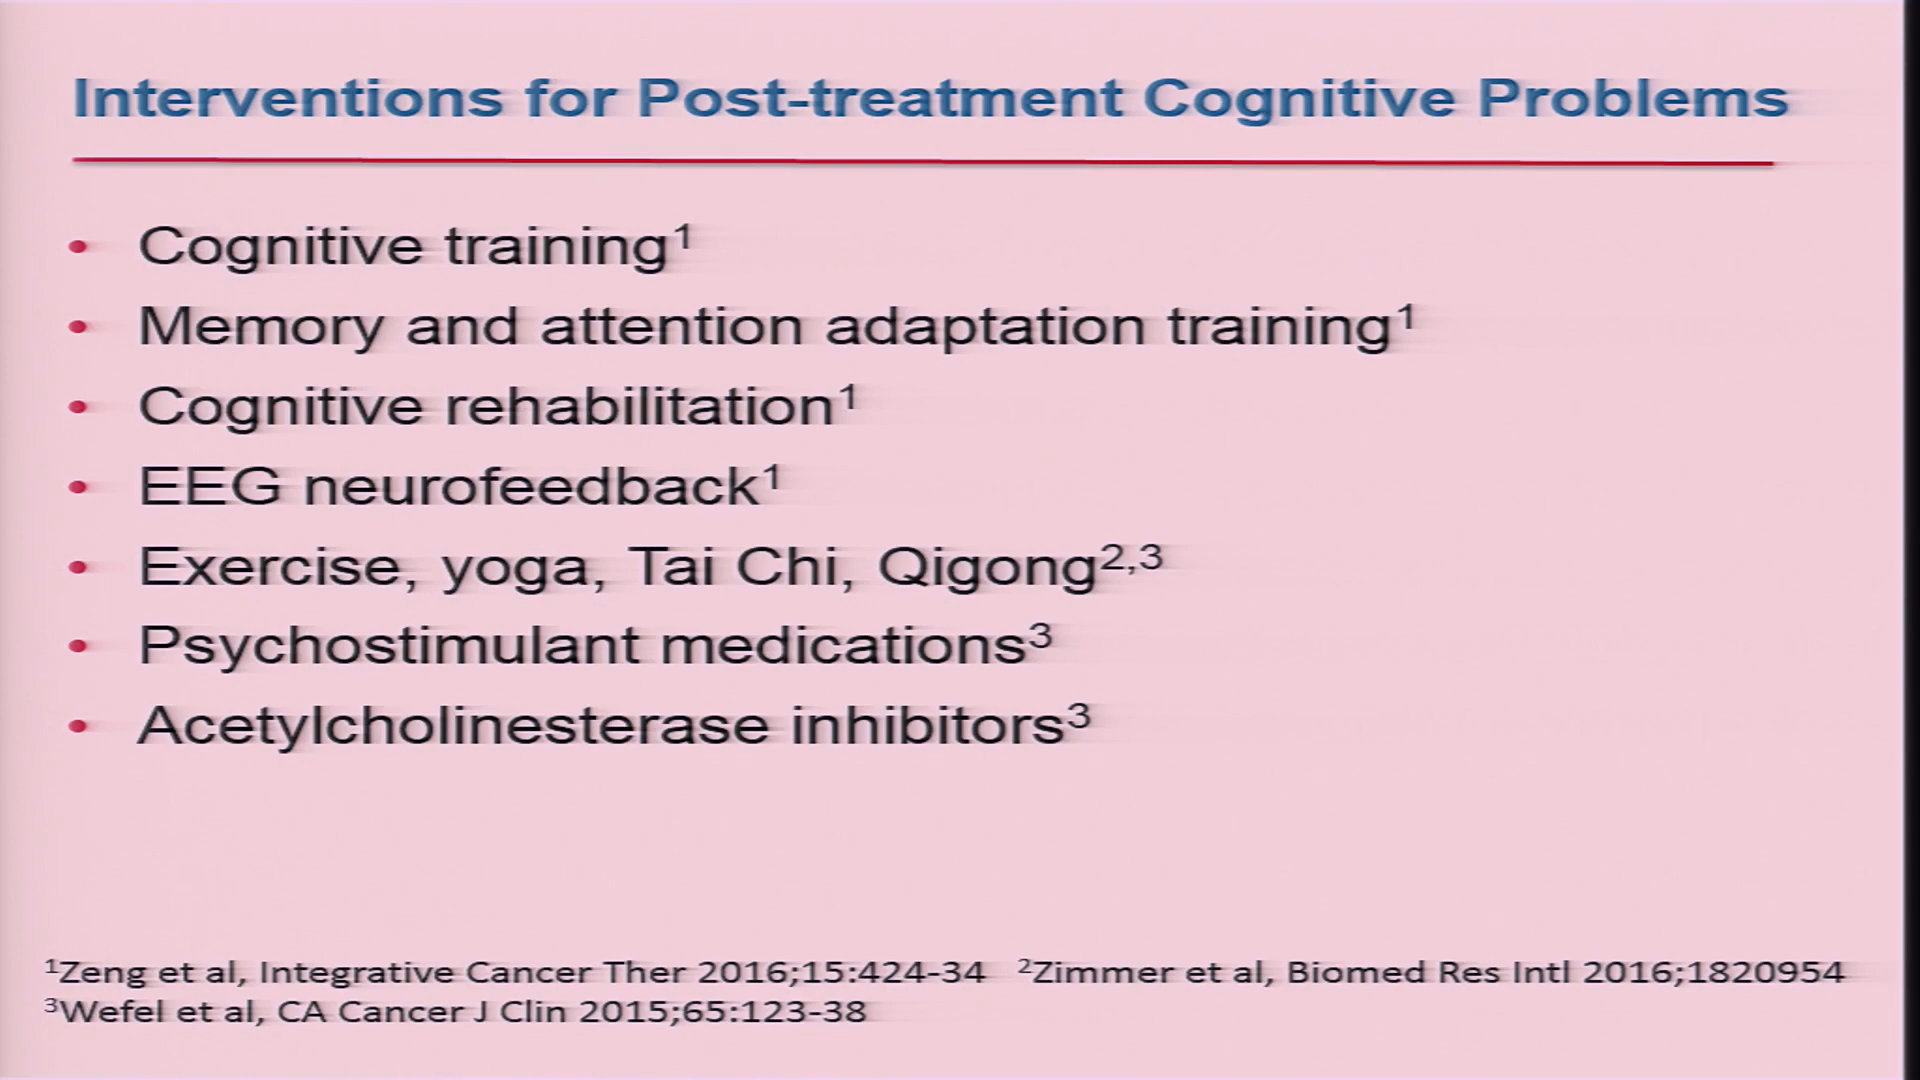 Interventions for Post-treatment Cognitive Problems
• Cognitive training¹
• Memory and attention adaptation training¹
• Cognitive rehabilitation¹
• EEG neurofeedback¹
• Exercise, yoga, Tai Chi, Qigong²,³
• Psychostimulant medications³
• Acetylcholinesterase inhibitors³
¹Zeng et al, Integrative Cancer Ther 2016;15:424-34 ²Zimmer et al, Biomed Res Intl 2016;1820954
³Wefel et al, CA Cancer J Clin 2015;65:123-38